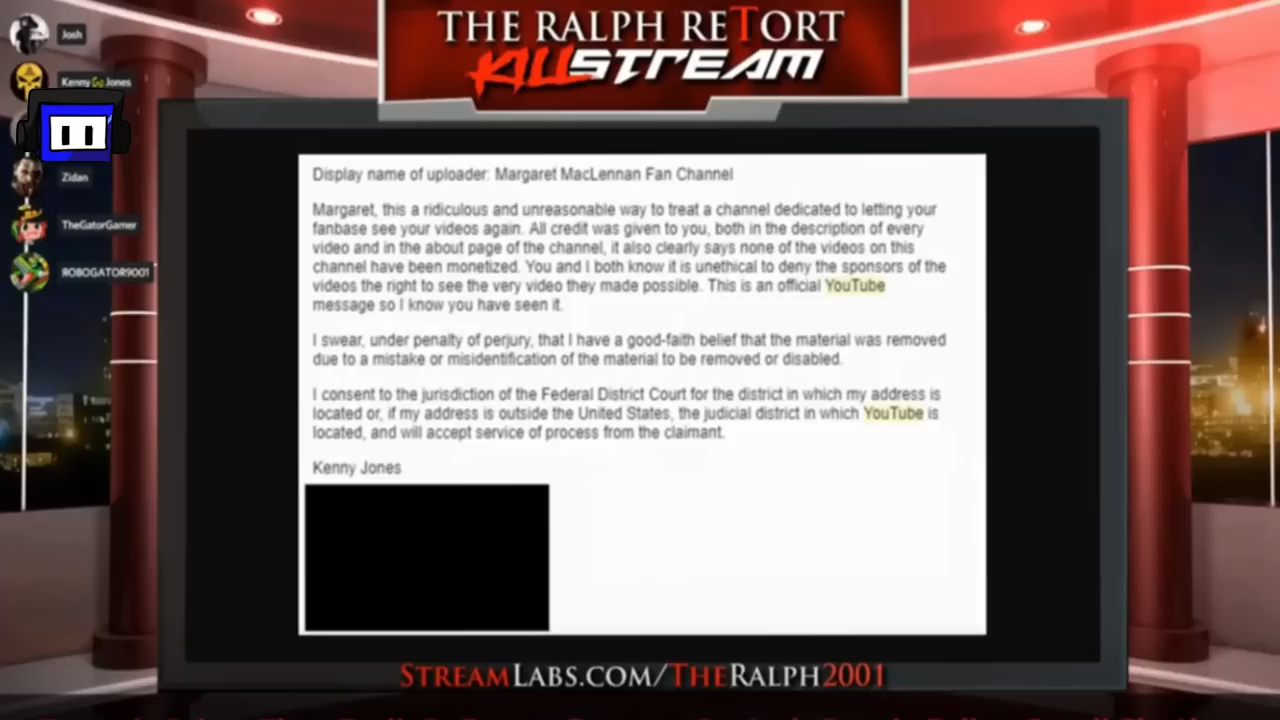 THE RALPH RETORT
KILLSTREAM
Josh
Kenny Go Jones
Zidan
TheGatorGamer
ROBOGATOR9001
Display name of uploader: Margaret MacLennan Fan Channel
Margaret, this a ridiculous and unreasonable way to treat a channel dedicated to letting your
fanbase see your videos again. All credit was given to you, both in the description of every
video and in the about page of the channel, it also clearly says none of the videos on this
channel have been monetized. You and I both know it is unethical to deny the sponsors of the
videos the right to see the very video they made possible. This is an official YouTube
message so I know you have seen it.
I swear, under penalty of perjury, that I have a good-faith belief that the material was removed
due to a mistake or misidentification of the material to be removed or disabled.
I consent to the jurisdiction of the Federal District Court for the district in which my address is
located or, if my address is outside the United States, the judicial district in which YouTube is
located, and will accept service of process from the claimant.
Kenny Jones
STREAMLABS.COM/THERALPH2001